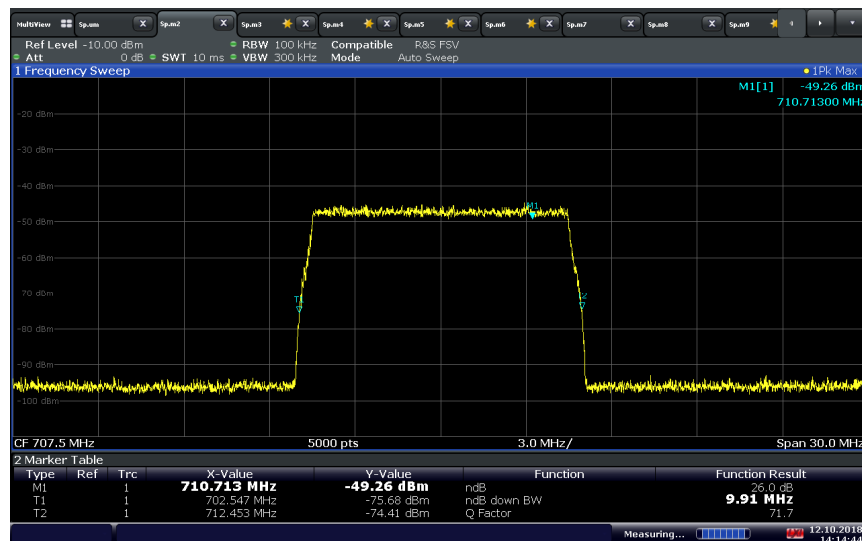 MultiView Sp.um X Sp.m2 X Sp.m3 X Sp.m4 X Sp.m5 X Sp.m6 X Sp.m7 X Sp.m8 X Sp.m9 X
Ref Level -10.00 dBm RBW 100 kHz Compatible R&S FSV
Att 0 dB SWT 10 ms VBW 300 kHz Mode Auto Sweep
1 Frequency Sweep 1Pk Max
M1[1] -49.26 dBm
710.71300 MHz
-20 dBm
-30 dBm
-40 dBm
M1
-50 dBm
-60 dBm
-70 dBm
-80 dBm
-90 dBm
-100 dBm
CF 707.5 MHz 5000 pts 3.0 MHz/ Span 30.0 MHz
2 Marker Table
Type Ref Trc X-Value Y-Value Function Function Result
M1 1 710.713 MHz -49.26 dBm ndB 26.0 dB
T1 1 702.547 MHz -75.68 dBm ndB down BW 9.91 MHz
T2 1 712.453 MHz -74.41 dBm Q Factor 71.7
Measuring... 12.10.2018
14:14:44